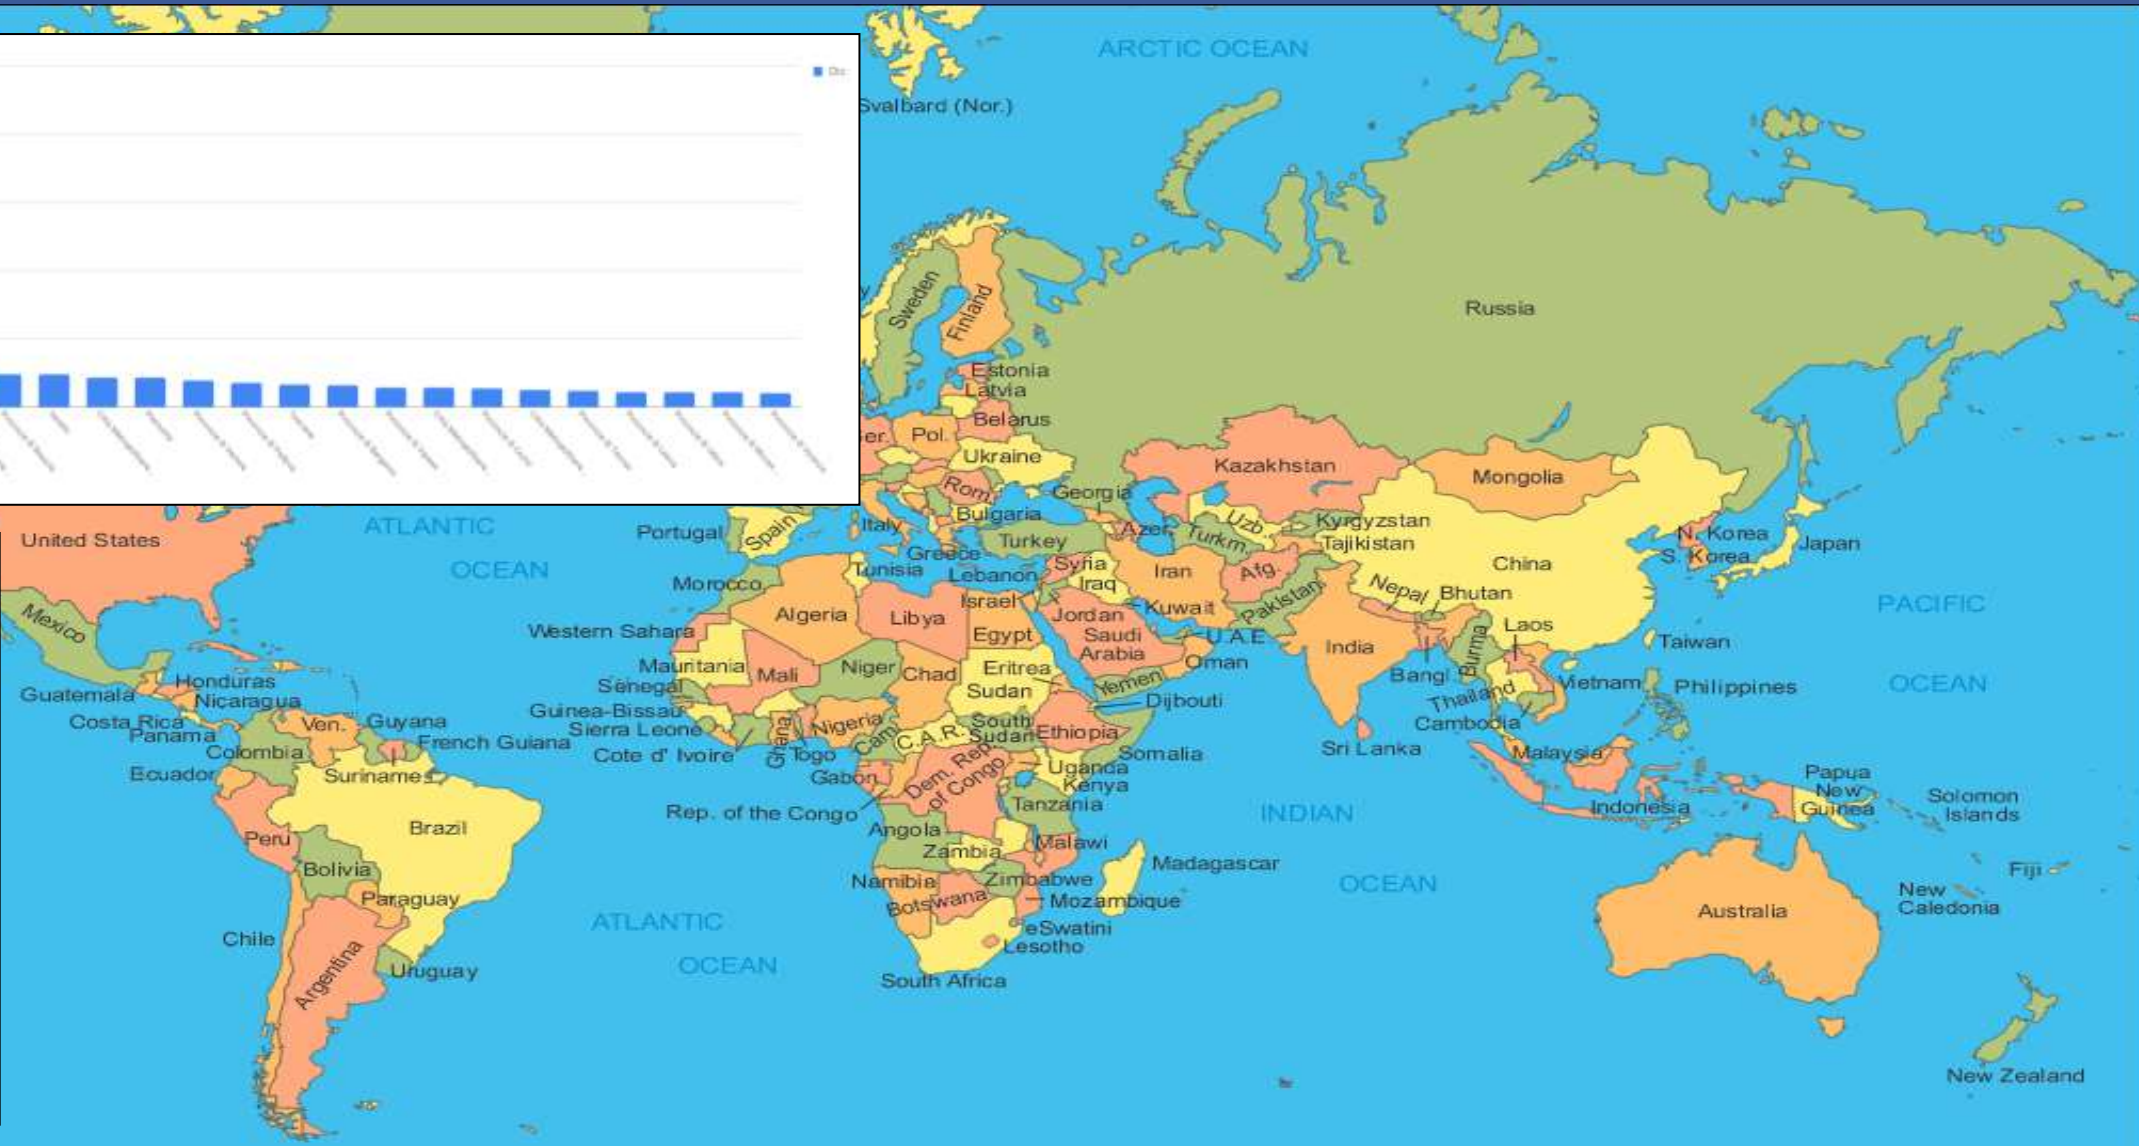 ARCTIC OCEAN
Svalbard (Nor.)
Sweden
Finland
Russia
Estonia
Latvia
Belarus
Pol.
Ukraine
Kazakhstan
Mongolia
Rom.
Georgia
Bulgaria
Italy
Spain
Portugal
ATLANTIC
OCEAN
United States
Greece
Turkey
Azer.
Turkm.
Uzb.
Kyrgyzstan
Tajikistan
China
N. Korea
S. Korea
Japan
Morocco
Tunisia
Lebanon
Syria
Iraq
Iran
Afg.
Pakistan
Nepal
Bhutan
PACIFIC
OCEAN
Mexico
Western Sahara
Algeria
Libya
Israel
Egypt
Jordan
Kuwait
Saudi
Arabia
U.A.E
Oman
India
Bangl.
Burma
Laos
Taiwan
Mauritania
Mali
Niger
Chad
Eritrea
Sudan
Yemen
Dijbouti
Thailand
Vietnam
Cambodia
Philippines
Guatemala
Honduras
Nicaragua
Costa Rica
Panama
Ven.
Guyana
French Guiana
Colombia
Suriname
Ecuador
Senegal
Guinea-Bissau
Sierra Leone
Cote d' Ivoire
Ghana
Togo
Nigeria
Cam.
C.A.R.
South
Sudan
Ethiopia
Somalia
Sri Lanka
Malaysia
Gabon
Rep. of the Congo
Dem. Rep.
of Congo
Uganda
Kenya
Tanzania
INDIAN
OCEAN
Indonesia
Papua
New
Guinea
Solomon
Islands
Peru
Brazil
Bolivia
Paraguay
Chile
Argentina
Uruguay
ATLANTIC
OCEAN
Angola
Zambia
Malawi
Madagascar
Namibie
Botswana
Zimbabwe
Mozambique
eSwatini
Lesotho
South Africa
Australia
Fiji
New
Caledonia
New Zealand